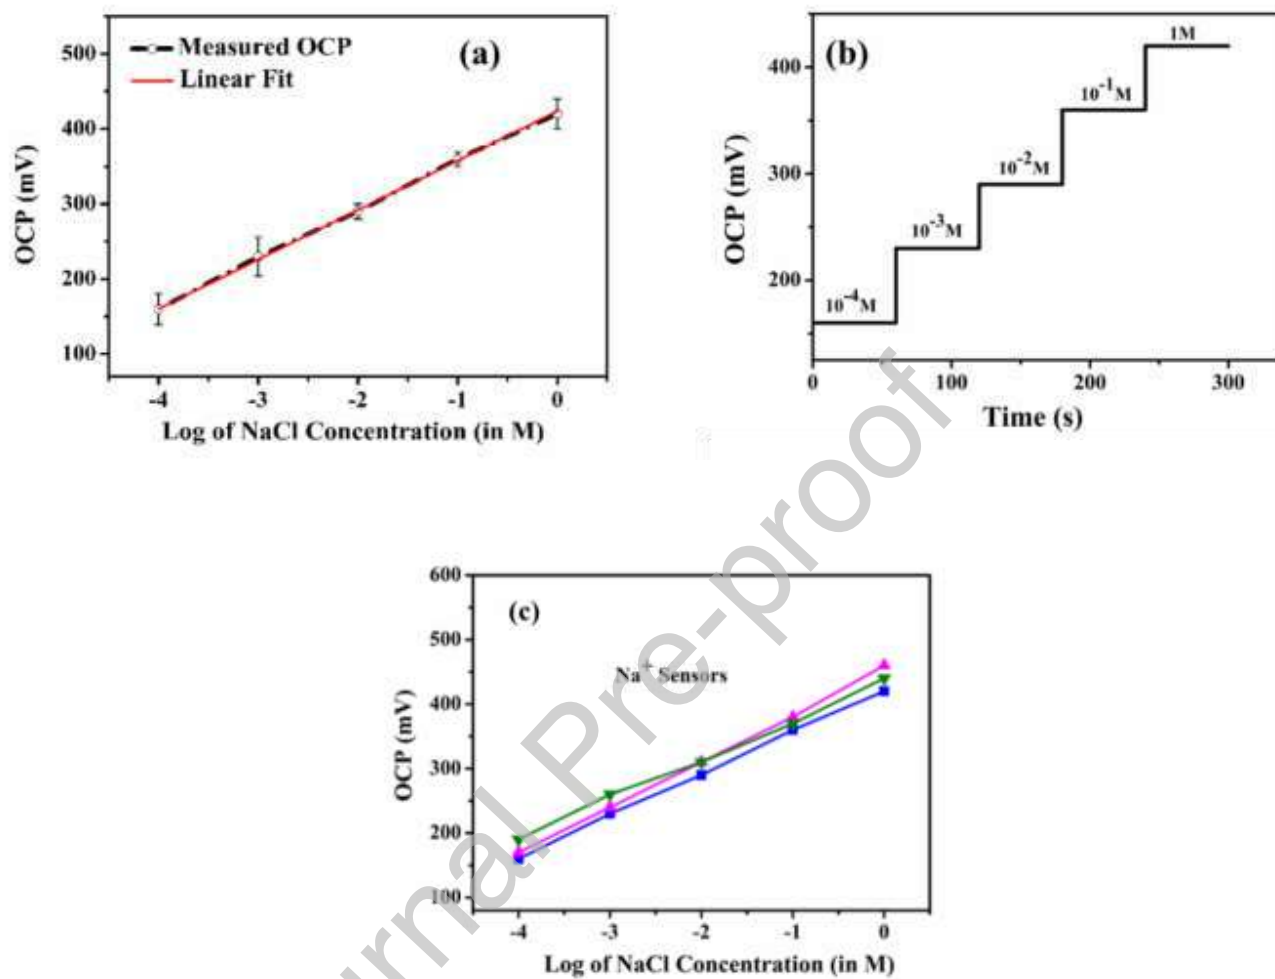 500
400
300
200
100
Measured OCP
Linear Fit
(a)
OCP (mV)
-4 -3 -2 -1 0
Log of NaCl Concentration (in M)
(b)
400
300
200
OCP (mV)
10⁻⁴M
10⁻³M
10⁻²M
10⁻¹M
1M
0 100 200 300
Time (s)
600
500
400
300
200
100
(c)
Na⁺ Sensors
OCP (mV)
-4 -3 -2 -1 0
Log of NaCl Concentration (in M)
rnal Pre-proof